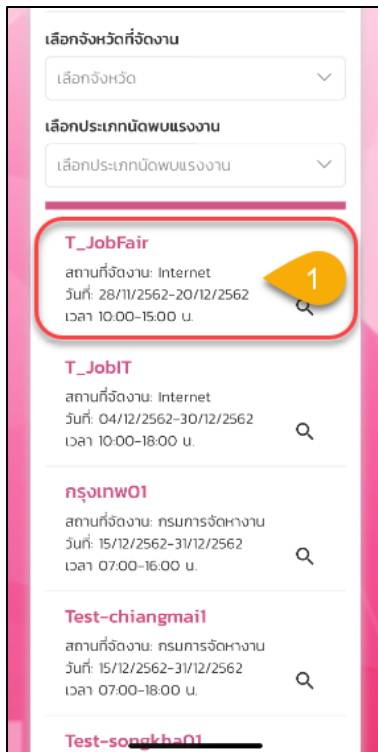 เลือกจังหวัดที่จัดงาน
เลือกจังหวัด
เลือกประเภทนัดพบแรงงาน
เลือกประเภทนัดพบแรงงาน
T_JobFair
สถานที่จัดงาน: Internet
วันที่: 28/11/2562-20/12/2562
เวลา 10:00-15:00 น.
1
T_JobIT
สถานที่จัดงาน: Internet
วันที่: 04/12/2562-30/12/2562
เวลา 10:00-18:00 น.
กรุงเทพ01
สถานที่จัดงาน: กรมการจัดหางาน
วันที่: 15/12/2562-31/12/2562
เวลา 07:00-16:00 น.
Test-chiangmai1
สถานที่จัดงาน: กรมการจัดหางาน
วันที่: 15/12/2562-31/12/2562
เวลา 07:00-18:00 น.
Test-songkha01